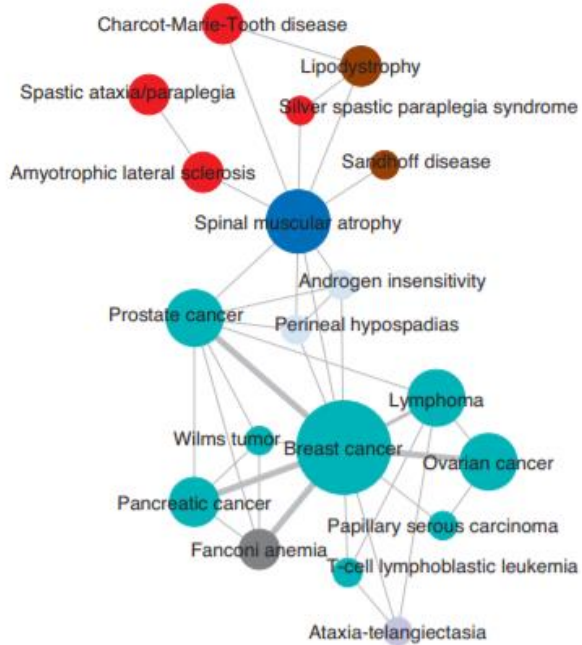 Charcot-Marie-Tooth disease
Lipodystrophy
Spastic ataxia/paraplegia
Silver spastic paraplegia syndrome
Sandhoff disease
Amyotrophic lateral sclerosis
Spinal muscular atrophy
Androgen insensitivity
Prostate cancer
Perineal hypospadias
Lymphoma
Wilms tumor
Breast cancer
Ovarian cancer
Pancreatic cancer
Papillary serous carcinoma
Fanconi anemia
T-cell lymphoblastic leukemia
Ataxia-telangiectasia